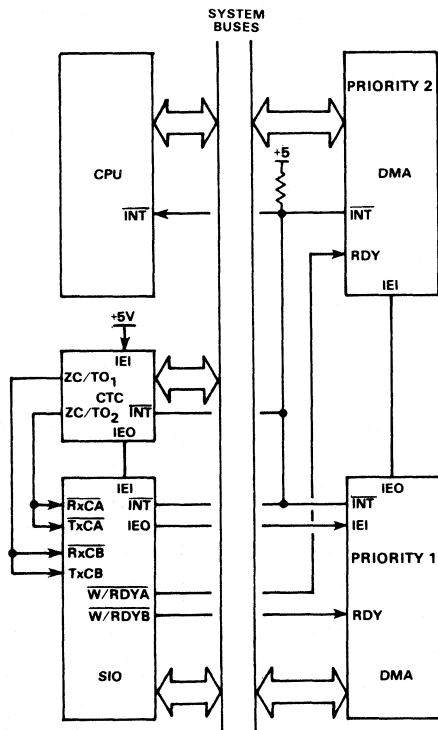 SYSTEM
BUSES
CPU
INT
PRIORITY 2
DMA
INT
RDY
IEI
+5
+5V
IEI
ZC/TO1
CTC
ZC/TO2
INT
IEO
IEI
RxCA
INT
TxCA
IEO
RxCB
TxCB
W/RDYA
W/RDYB
SIO
IEO
INT
IEI
PRIORITY 1
RDY
DMA